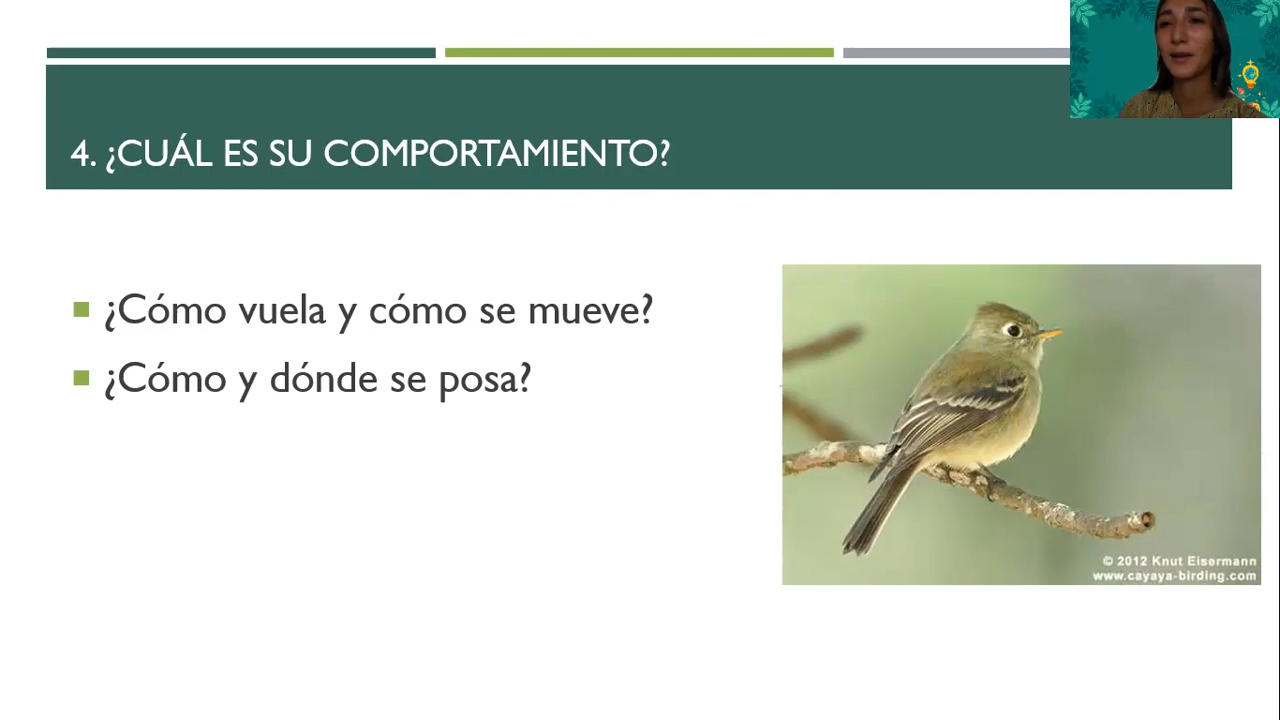 4. ¿CUÁL ES SU COMPORTAMIENTO?
¿Cómo vuela y cómo se mueve?
¿Cómo y dónde se posa?
© 2012 Knut Eisermann
www.cayaya-birding.com